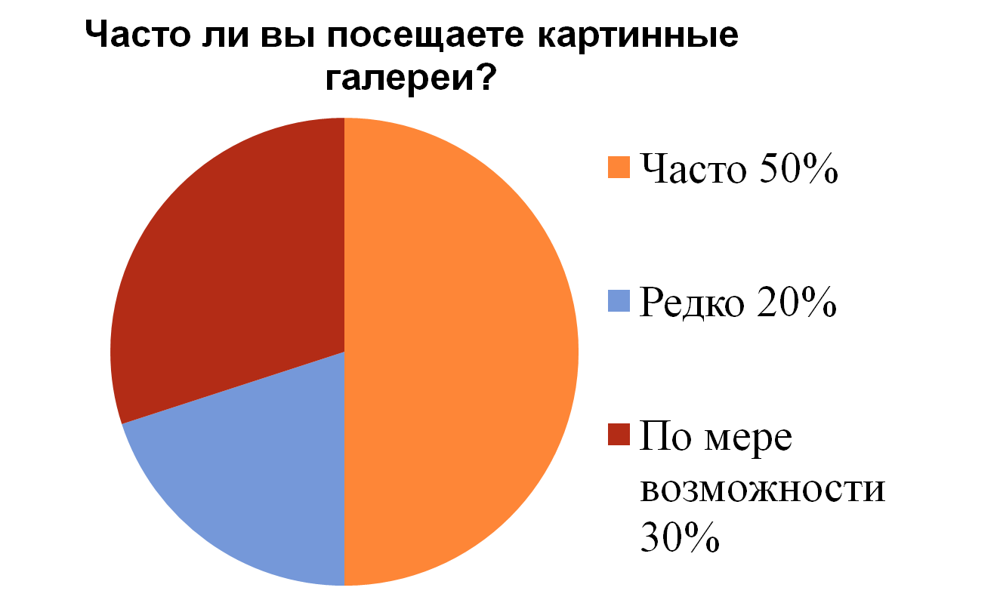 Часто ли вы посещаете картинные
галереи?
Часто 50%
Редко 20%
По мере
возможности
30%